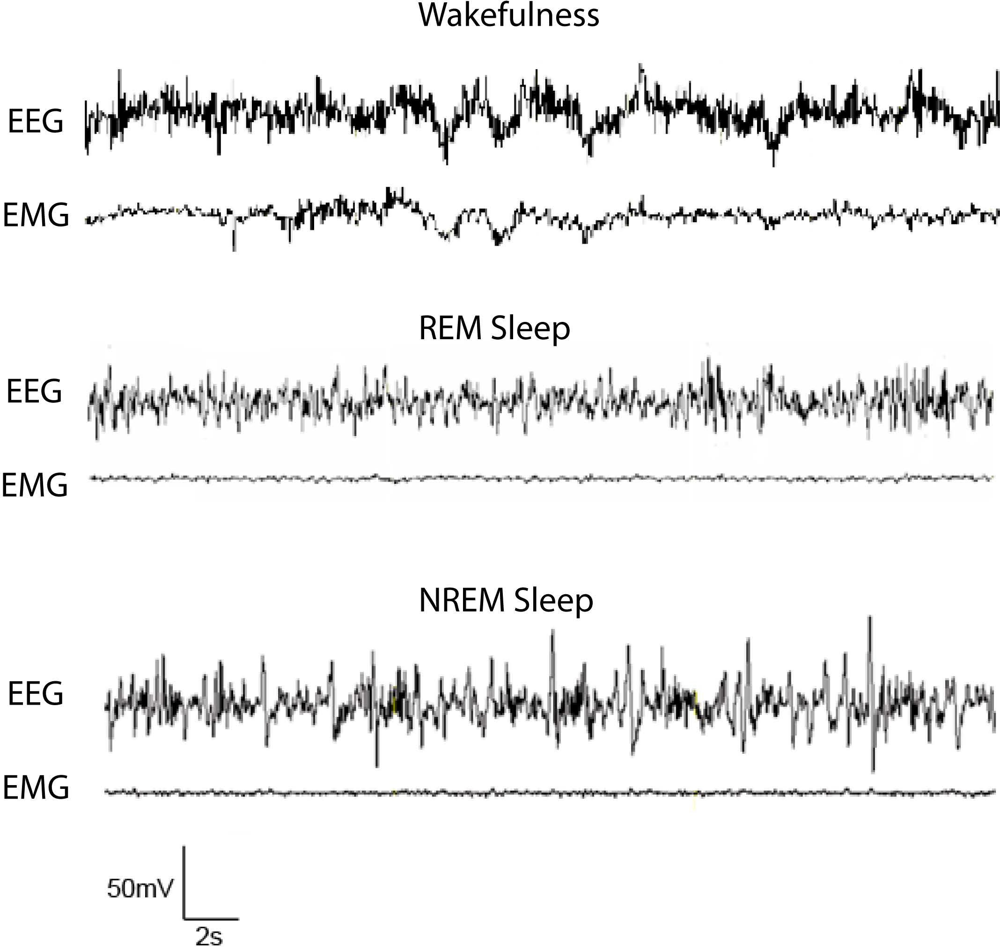 Wakefulness
EEG
EMG
REM Sleep
EEG
EMG
NREM Sleep
EEG
EMG
50mV
2s